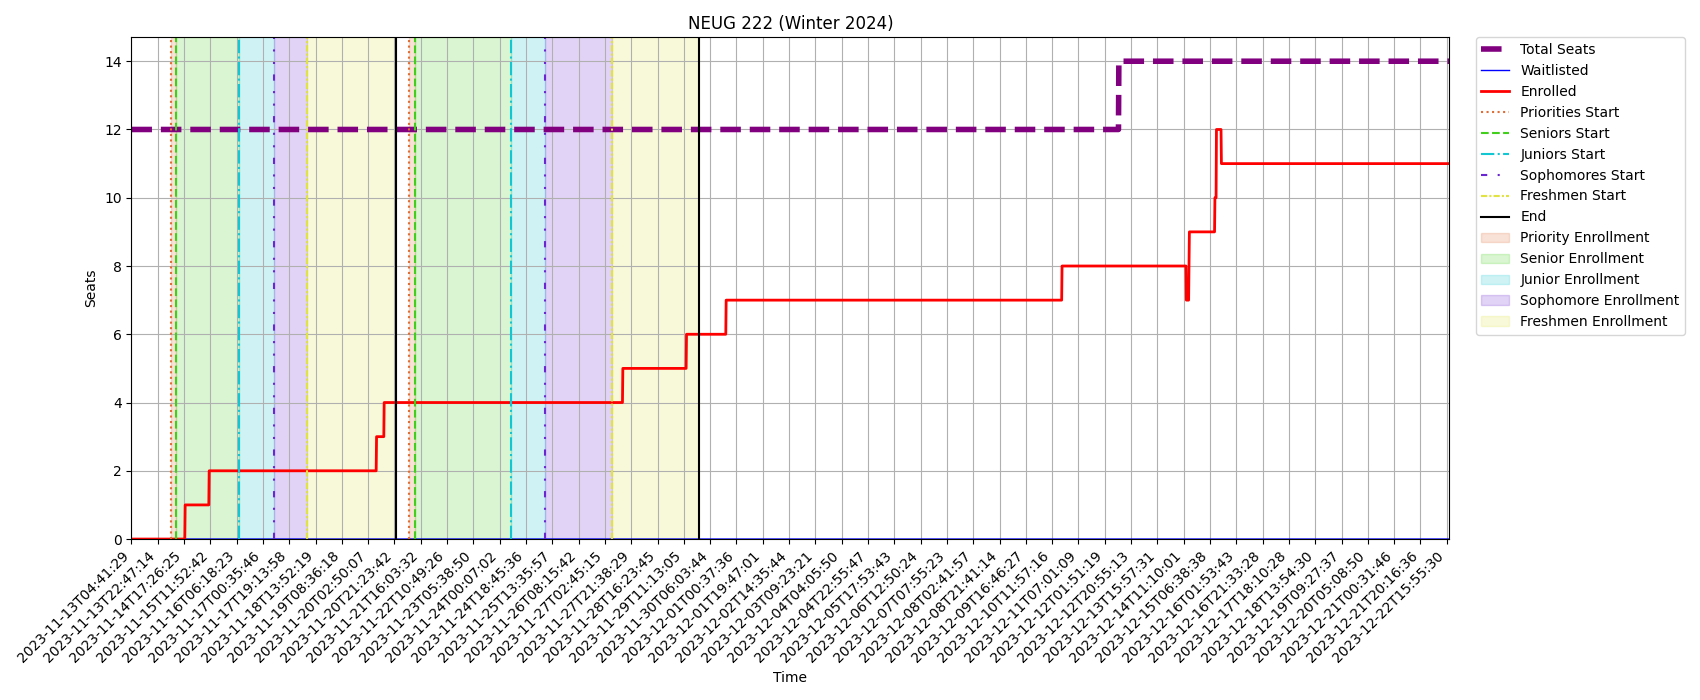 NEUG 222 (Winter 2024)
Seats
14
12
10
8
6
4
2
0
2023-11-13T04:41:29
2023-11-13T22:47:14
2023-11-14T17:26:25
2023-11-15T11:52:42
2023-11-16T06:18:23
2023-11-17T00:35:46
2023-11-17T19:13:58
2023-11-18T13:52:19
2023-11-19T08:36:18
2023-11-20T02:50:07
2023-11-20T21:23:42
2023-11-21T16:03:32
2023-11-22T10:49:26
2023-11-23T05:38:50
2023-11-24T00:07:02
2023-11-24T18:45:36
2023-11-25T13:35:57
2023-11-26T08:15:42
2023-11-27T02:45:15
2023-11-27T21:38:29
2023-11-28T16:23:45
2023-11-29T11:13:05
2023-11-30T06:03:44
2023-12-01T00:37:36
2023-12-01T19:47:01
2023-12-02T14:35:44
2023-12-03T09:23:21
2023-12-04T04:05:50
2023-12-04T22:55:47
2023-12-05T17:53:43
2023-12-06T12:50:24
2023-12-07T07:55:23
2023-12-08T02:41:57
2023-12-08T21:41:14
2023-12-09T16:46:27
2023-12-10T11:57:16
2023-12-11T07:01:09
2023-12-12T01:51:19
2023-12-12T20:55:13
2023-12-13T15:57:31
2023-12-14T11:10:01
2023-12-15T06:38:38
2023-12-16T01:53:43
2023-12-16T21:33:28
2023-12-17T18:10:28
2023-12-18T13:54:30
2023-12-19T09:27:37
2023-12-20T05:08:50
2023-12-21T00:31:46
2023-12-21T20:16:36
2023-12-22T15:55:30
Time
Total Seats
Waitlisted
Enrolled
Priorities Start
Seniors Start
Juniors Start
Sophomores Start
Freshmen Start
End
Priority Enrollment
Senior Enrollment
Junior Enrollment
Sophomore Enrollment
Freshmen Enrollment